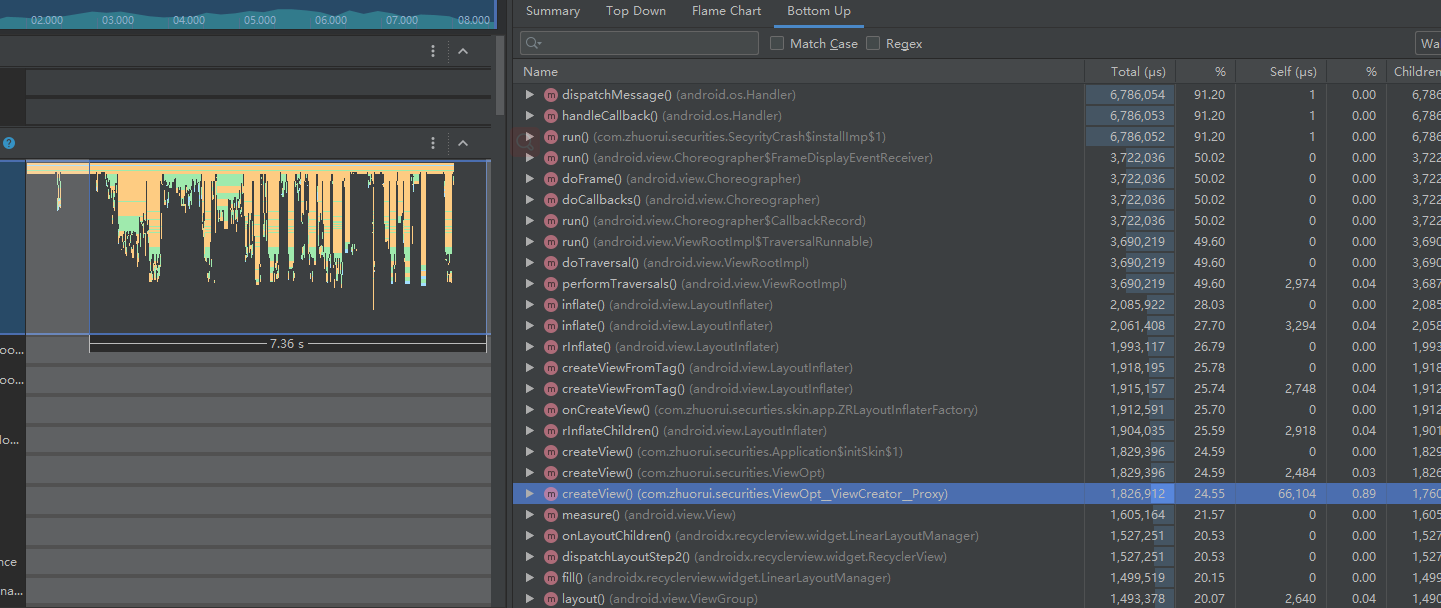 02.000 03.000 04.000 05.000 06.000 07.000 08.000
?
7.36 s
oo...
oo...
lo...
nce
na...
Summary Top Down Flame Chart Bottom Up
Match Case Regex Wa
Name Total (µs) % Self (µs) % Children
m dispatchMessage() (android.os.Handler) 6,786,054 91.20 1 0.00 6,786
m handleCallback() (android.os.Handler) 6,786,053 91.20 1 0.00 6,786
m run() (com.zhuorui.securities.SecyrityCrash$installImp$1) 6,786,052 91.20 1 0.00 6,786
m run() (android.view.Choreographer$FrameDisplayEventReceiver) 3,722,036 50.02 0 0.00 3,722
m doFrame() (android.view.Choreographer) 3,722,036 50.02 0 0.00 3,722
m doCallbacks() (android.view.Choreographer) 3,722,036 50.02 0 0.00 3,722
m run() (android.view.Choreographer$CallbackRecord) 3,722,036 50.02 0 0.00 3,722
m run() (android.view.ViewRootImpl$TraversalRunnable) 3,690,219 49.60 0 0.00 3,690
m doTraversal() (android.view.ViewRootImpl) 3,690,219 49.60 0 0.00 3,690
m performTraversals() (android.view.ViewRootImpl) 3,690,219 49.60 2,974 0.04 3,687
m inflate() (android.view.LayoutInflater) 2,085,922 28.03 0 0.00 2,085
m inflate() (android.view.LayoutInflater) 2,061,408 27.70 3,294 0.04 2,058
m rInflate() (android.view.LayoutInflater) 1,993,117 26.79 0 0.00 1,993
m createViewFromTag() (android.view.LayoutInflater) 1,918,195 25.78 0 0.00 1,918
m createViewFromTag() (android.view.LayoutInflater) 1,915,157 25.74 2,748 0.04 1,912
m onCreateView() (com.zhuorui.securties.skin.app.ZRLayoutInflaterFactory) 1,912,591 25.70 0 0.00 1,912
m rInflateChildren() (android.view.LayoutInflater) 1,904,035 25.59 2,918 0.04 1,901
m createView() (com.zhuorui.securities.Application$initSkin$1) 1,829,396 24.59 0 0.00 1,829
m createView() (com.zhuorui.securities.ViewOpt) 1,829,396 24.59 2,484 0.03 1,826
m createView() (com.zhuorui.securities.ViewOpt__ViewCreator__Proxy) 1,826,912 24.55 66,104 0.89 1,760
m measure() (android.view.View) 1,605,164 21.57 0 0.00 1,605
m onLayoutChildren() (androidx.recyclerview.widget.LinearLayoutManager) 1,527,251 20.53 0 0.00 1,527
m dispatchLayoutStep2() (androidx.recyclerview.widget.RecyclerView) 1,527,251 20.53 0 0.00 1,527
m fill() (androidx.recyclerview.widget.LinearLayoutManager) 1,499,519 20.15 0 0.00 1,499
m layout() (android.view.ViewGroup) 1,493,378 20.07 2,640 0.04 1,490